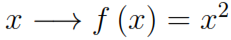 x ⟶ f (x) = x²